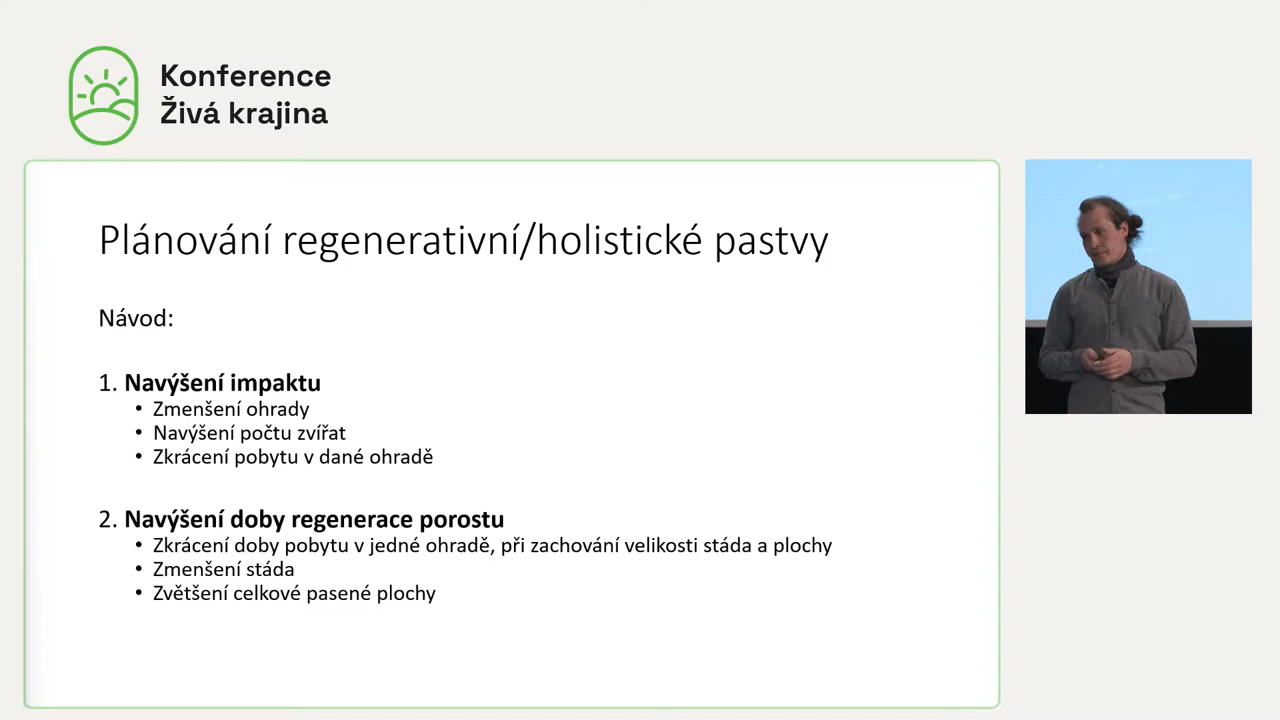 Konference
Živá krajina
Plánování regenerativní/holistické pastvy
Návod:
1. Navýšení impaktu
• Zmenšení ohrady
• Navýšení počtu zvířat
• Zkrácení pobytu v dané ohradě
2. Navýšení doby regenerace porostu
• Zkrácení doby pobytu v jedné ohradě, při zachování velikosti stáda a plochy
• Zmenšení stáda
• Zvětšení celkové pasené plochy